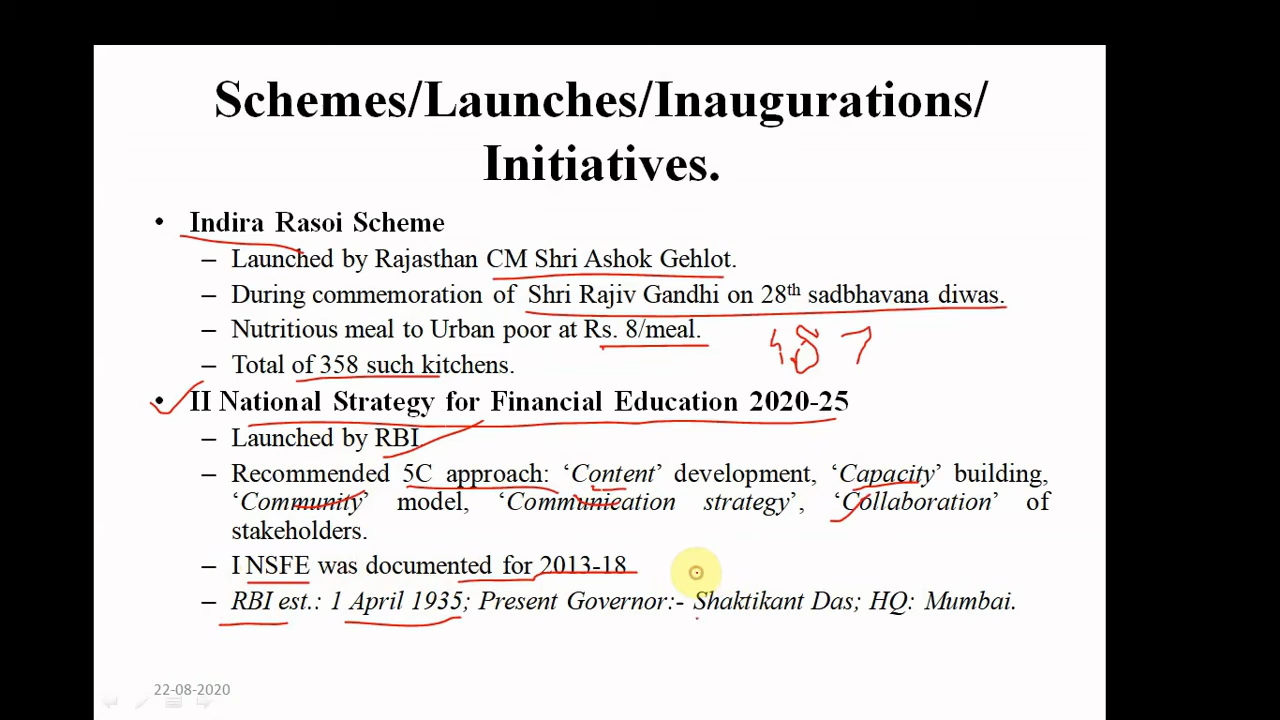 Schemes/Launches/Inaugurations/
Initiatives.
• Indira Rasoi Scheme
– Launched by Rajasthan CM Shri Ashok Gehlot.
– During commemoration of Shri Rajiv Gandhi on 28th sadbhavana diwas.
– Nutritious meal to Urban poor at Rs. 8/meal.
– Total of 358 such kitchens.
• II National Strategy for Financial Education 2020-25
– Launched by RBI
– Recommended 5C approach: ‘Content’ development, ‘Capacity’ building,
‘Community’ model, ‘Communication strategy’, ‘Collaboration’ of
stakeholders.
– I NSFE was documented for 2013-18
– RBI est.: 1 April 1935; Present Governor:- Shaktikant Das; HQ: Mumbai.
22-08-2020